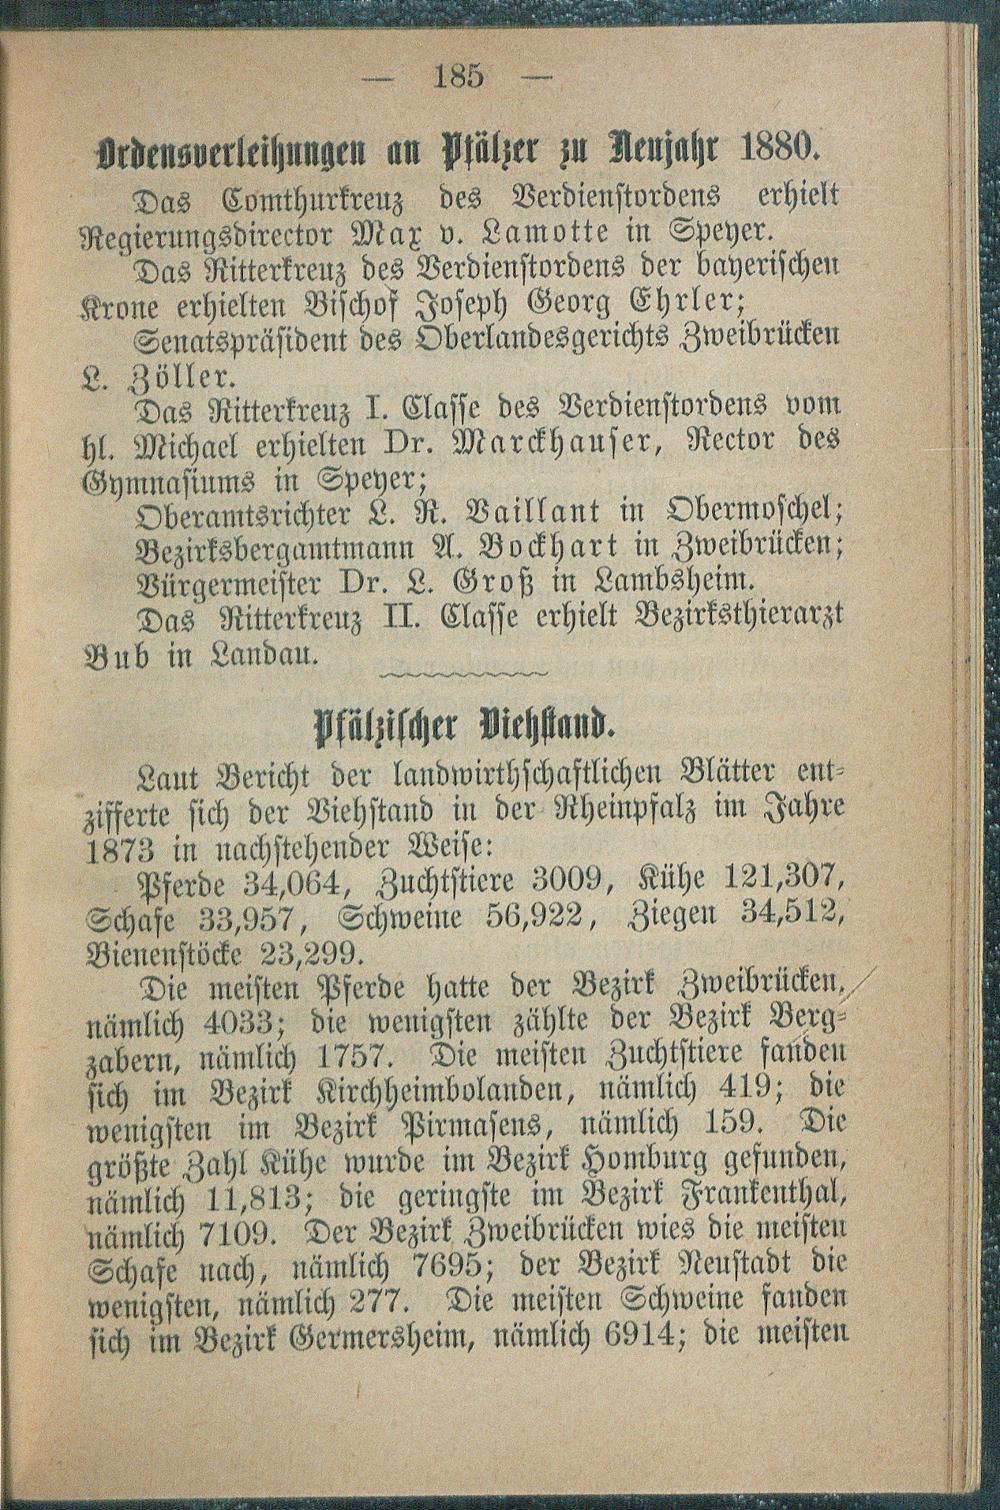 — 185 —
Ordensverleihungen an Pfälzer zu Neujahr 1880.
Das Comthurkreuz des Verdienstordens erhielt
Regierungsdirector Max v. Lamotte in Speyer.
Das Ritterkreuz des Verdienstordens der bayerischen
Krone erhielten Bischof Joseph Georg Ehrler;
Senatspräsident des Oberlandesgerichts Zweibrücken
L. Zöller.
Das Ritterkreuz I. Classe des Verdienstordens vom
hl. Michael erhielten Dr. Marckhauser, Rector des
Gymnasiums in Speyer;
Oberamtsrichter L. R. Vaillant in Obermoschel;
Bezirksbergamtmann A. Bockhart in Zweibrücken;
Bürgermeister Dr. L. Groß in Lambsheim.
Das Ritterkreuz II. Classe erhielt Bezirksthierarzt
Bub in Landau.
Pfälzischer Viehstand.
Laut Bericht der landwirthschaftlichen Blätter ent-
zifferte sich der Viehstand in der Rheinpfalz im Jahre
1873 in nachstehender Weise:
Pferde 34,064, Zuchtstiere 3009, Kühe 121,307,
Schafe 33,957, Schweine 56,922, Ziegen 34,512,
Bienenstöcke 23,299.
Die meisten Pferde hatte der Bezirk Zweibrücken,
nämlich 4033; die wenigsten zählte der Bezirk Berg-
zabern, nämlich 1757. Die meisten Zuchtstiere fanden
sich im Bezirk Kirchheimbolanden, nämlich 419; die
wenigsten im Bezirk Pirmasens, nämlich 159. Die
größte Zahl Kühe wurde im Bezirk Homburg gefunden,
nämlich 11,813; die geringste im Bezirk Frankenthal,
nämlich 7109. Der Bezirk Zweibrücken wies die meisten
Schafe nach, nämlich 7695; der Bezirk Neustadt die
wenigsten, nämlich 277. Die meisten Schweine fanden
sich im Bezirk Germersheim, nämlich 6914; die meisten